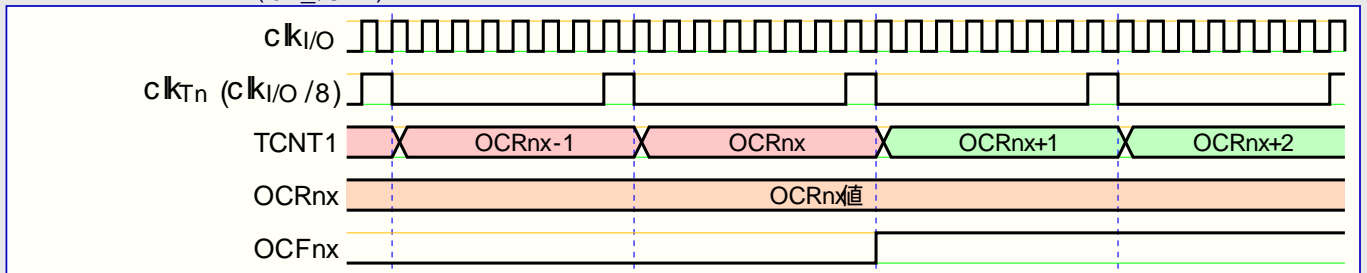 clkI/O
clkTn (clkI/O /8)
TCNT1 OCRnx-1 OCRnx OCRnx+1 OCRnx+2
OCRnx OCRnx値
OCFnx